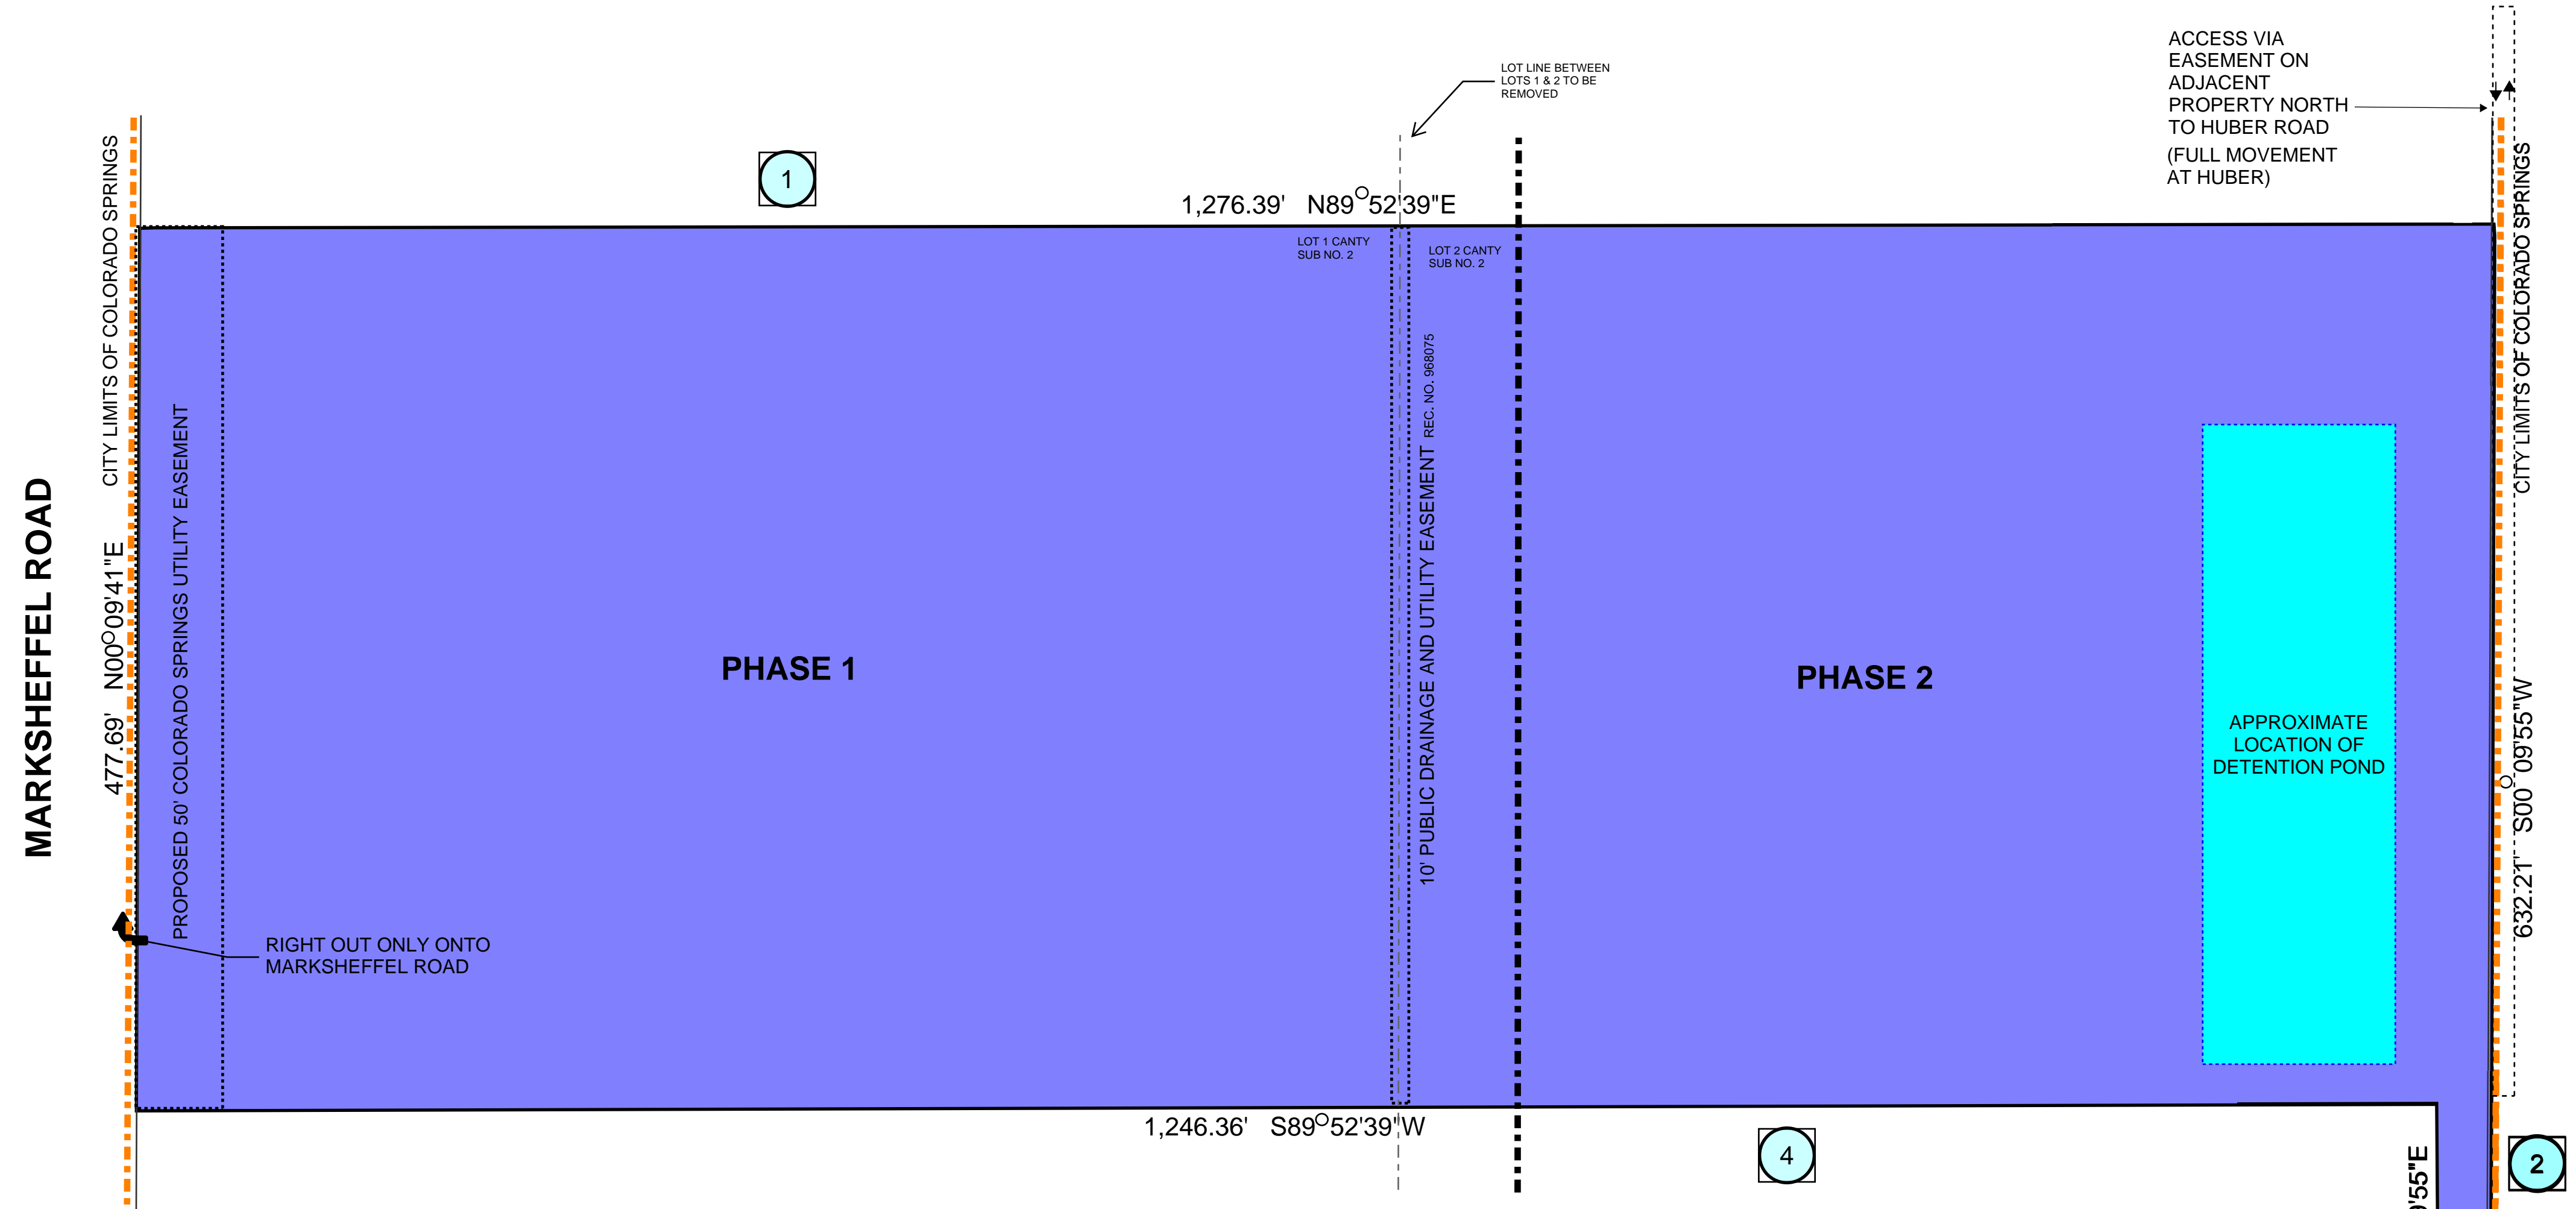 ACCESS VIA
EASEMENT ON
ADJACENT
PROPERTY NORTH
TO HUBER ROAD
(FULL MOVEMENT
AT HUBER)
LOT LINE BETWEEN
LOTS 1 & 2 TO BE
REMOVED
1
1,276.39' N89°52'39"E
CITY LIMITS OF COLORADO SPRINGS
CITY LIMITS OF COLORADO SPRINGS
LOT 1 CANTY
SUB NO. 2
LOT 2 CANTY
SUB NO. 2
MARKSHEFFEL ROAD
477.69' N00°09'41"E
PROPOSED 50' COLORADO SPRINGS UTILITY EASEMENT
10' PUBLIC DRAINAGE AND UTILITY EASEMENT REC. NO. 968075
PHASE 1
PHASE 2
APPROXIMATE
LOCATION OF
DETENTION POND
632.21' S00°09'55"W
RIGHT OUT ONLY ONTO
MARKSHEFFEL ROAD
1,246.36' S89°52'39"W
4
2
'55"E